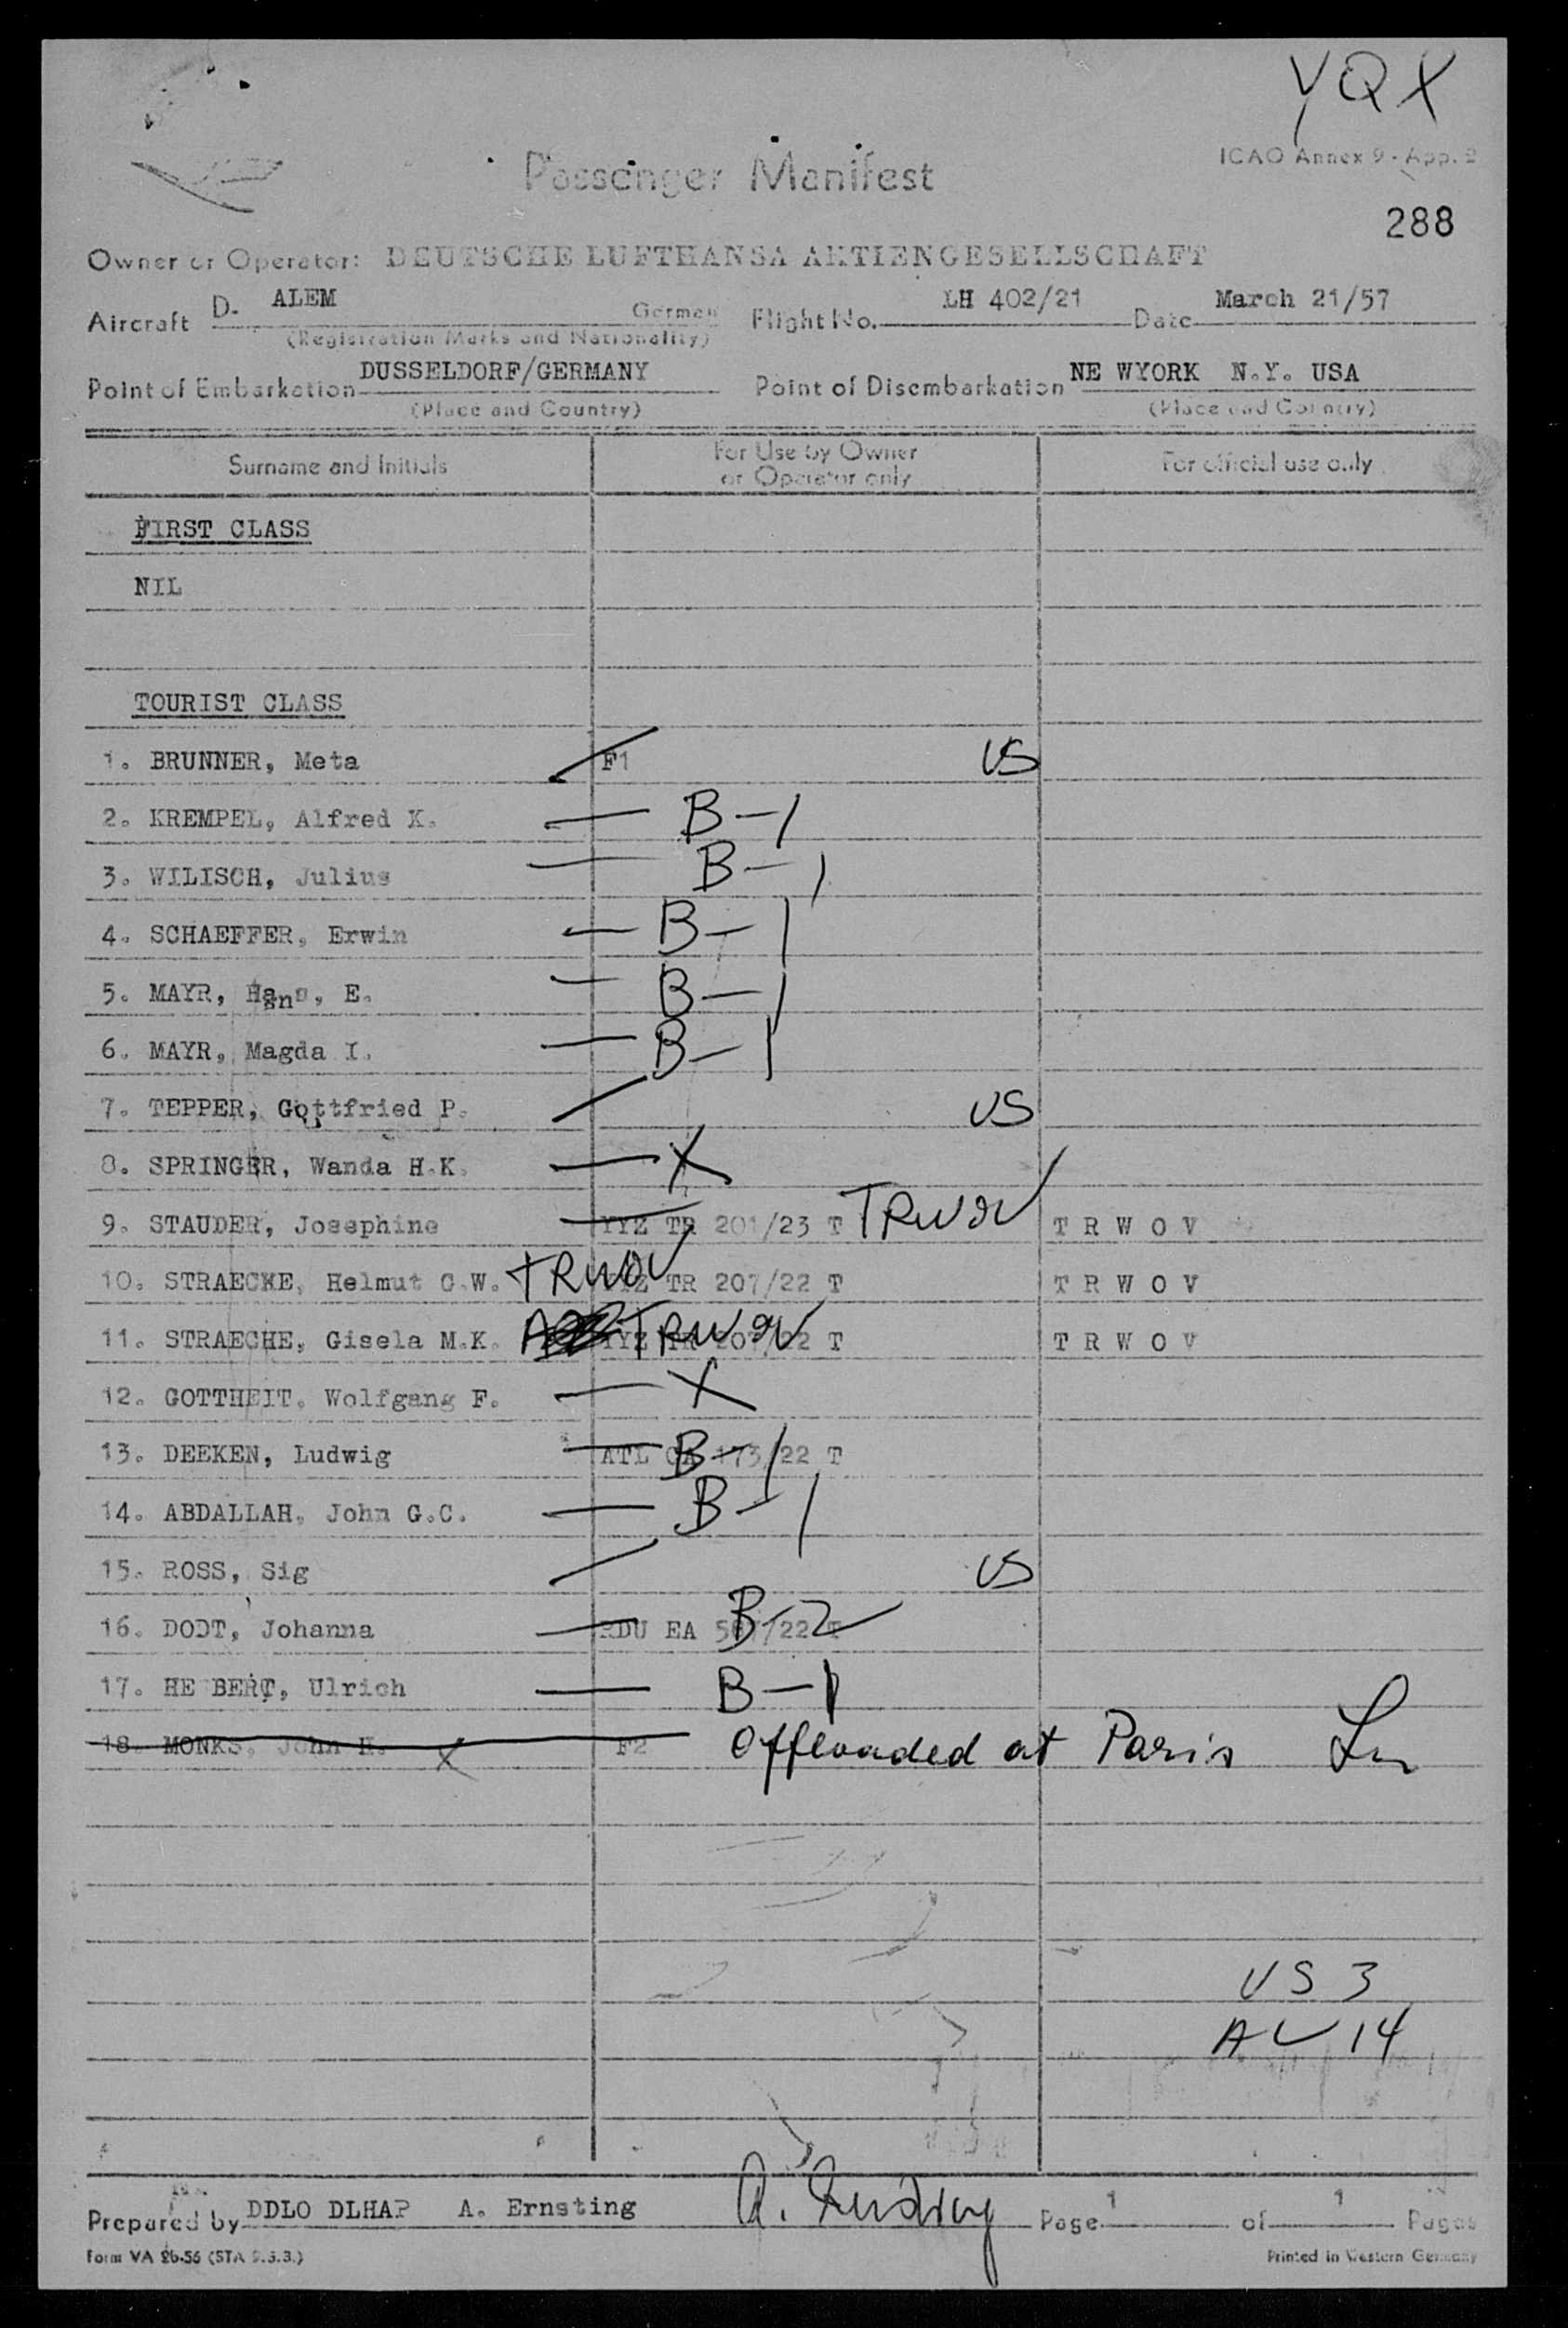 YQX
Passenger Manifest
ICAO Annex 9 - App. 2
288
Owner or Operator: DEUTSCHE LUFTHANSA AKTIENGESELLSCHAFT
Aircraft D. ALEM German Flight No. LH 402/21 Date March 21/57
(Registration Marks and Nationality)
Point of Embarkation DUSSELDORF/GERMANY Point of Disembarkation NE WYORK N.Y. USA
(Place and Country) (Place and Country)
Surname and Initials For Use by Owner or Operator only For official use only
FIRST CLASS
NIL
TOURIST CLASS
1. BRUNNER, Meta F1 US
2. KREMPEL, Alfred K. B-1
3. WILISCH, Julius B-1
4. SCHAEFFER, Erwin B-1
5. MAYR, Hans, E. B-1
6. MAYR, Magda I. B-1
7. TEPPER, Gottfried P. US
8. SPRINGER, Wanda H.K. X
9. STAUDER, Josephine YYZ TR 201/23 T TRWOV T R W O V
10. STRAECKE, Helmut C.W. TRWOV YYZ TR 207/22 T T R W O V
11. STRAECHE, Gisela M.K. TRWOV YYZ TR 207/22 T T R W O V
12. GOTTHEIT. Wolfgang F. X
13. DEEKEN, Ludwig ATL 173/22 T B-1
14. ABDALLAH, John G.C. B-1
15. ROSS, Sig US
16. DODT, Johanna RDU EA B-2
17. HE BERT, Ulrich B-1
18. MONKS, John H. X F2 Offloaded at Paris
US 3
AL 14
Prepared by DDLO DLHAP A. Ernsting A. Ernsting Page 1 of 1 Pages
Form VA 26-56 (STA 9.3.3.) Printed in Western Germany